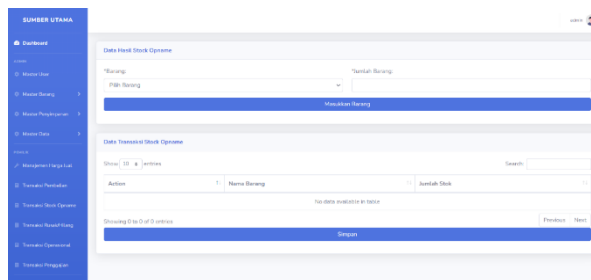 SUMBER UTAMA
admin
Dashboard
Master User
Master Barang
Master Penyimpanan
Master Data
Manajemen Harga Jual
Transaksi Pembelian
Transaksi Stock Opname
Transaksi Operasional
Transaksi Penggajian
Data Hasil Stock Opname
*Barang:
*Jumlah Barang:
Pilih Barang
Masukkan Barang
Data Transaksi Stock Opname
Show 10 entries
Search:
Action
Nama Barang
Jumlah Stok
No data available in table
Showing 0 to 0 of 0 entries
Previous
Next
Simpan